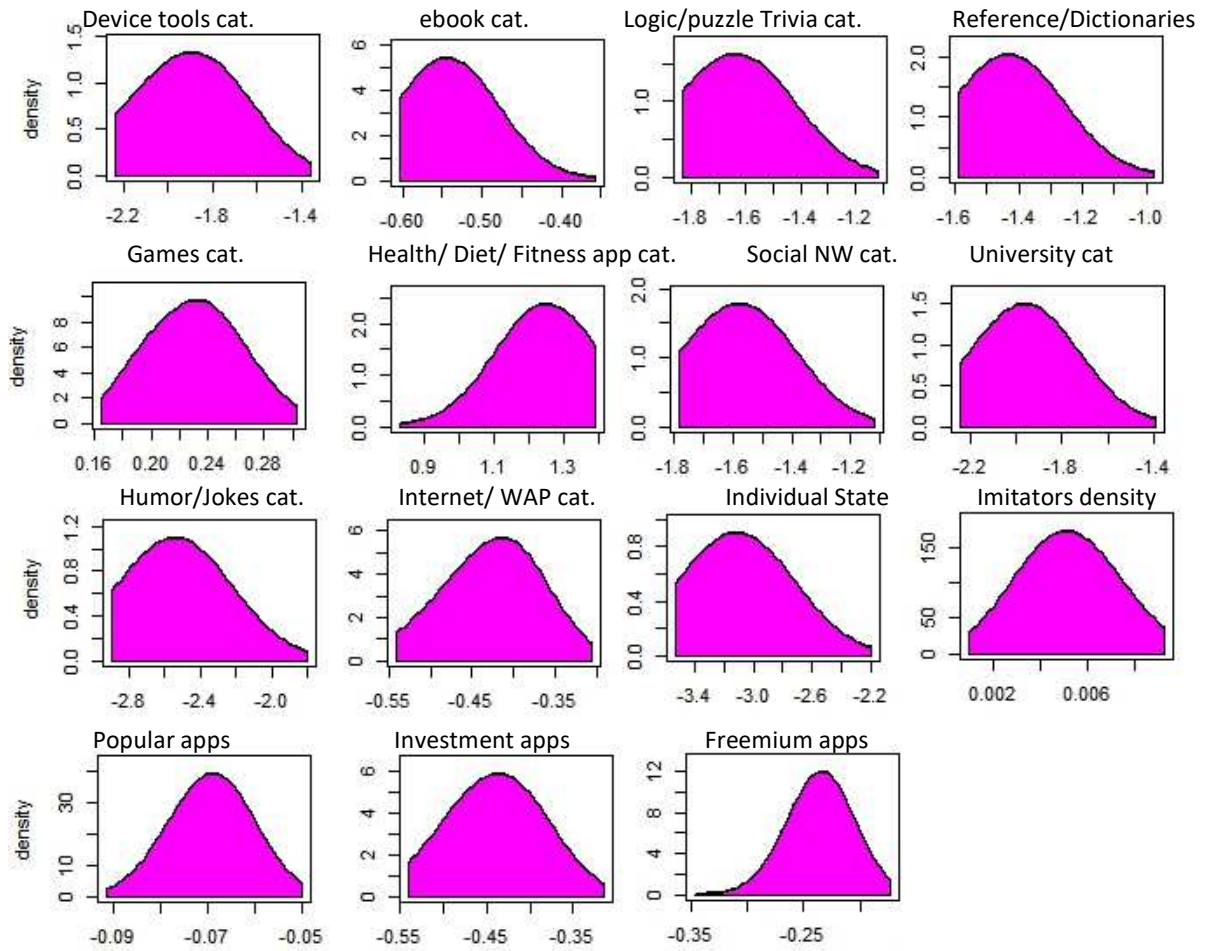 Device tools cat. ebook cat. Logic/puzzle Trivia cat. Reference/Dictionaries
density
0.0 0.5 1.0 1.5
0 2 4 6
0.0 1.0
0.0 1.0 2.0
-2.2 -1.8 -1.4 -0.60 -0.50 -0.40 -1.8 -1.6 -1.4 -1.2 -1.6 -1.4 -1.2 -1.0
Games cat. Health/ Diet/ Fitness app cat. Social NW cat. University cat
density
0 2 4 6 8
0.0 1.0 2.0
0.0 1.0 2.0
0.0 0.5 1.0 1.5
0.16 0.20 0.24 0.28 0.9 1.1 1.3 -1.8 -1.6 -1.4 -1.2 -2.2 -1.8 -1.4
Humor/Jokes cat. Internet/ WAP cat. Individual State Imitators density
density
0.0 0.4 0.8 1.2
0 2 4 6
0.0 0.4 0.8
0 50 150
-2.8 -2.4 -2.0 -0.55 -0.45 -0.35 -3.4 -3.0 -2.6 -2.2 0.002 0.006
Popular apps Investment apps Freemium apps
density
0 10 30
0 2 4 6
0 4 8 12
-0.09 -0.07 -0.05 -0.55 -0.45 -0.35 -0.35 -0.25